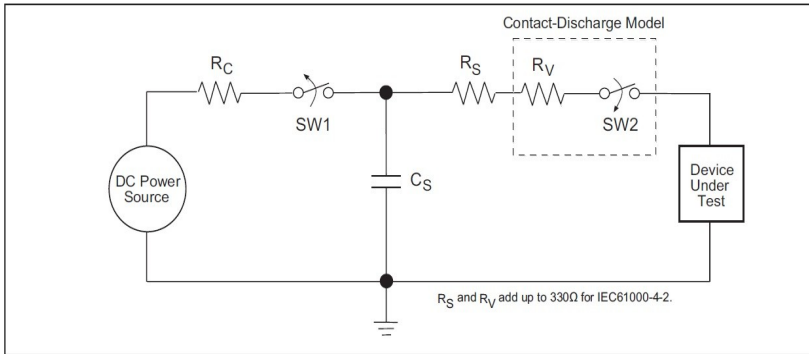 Contact-Discharge Model
RC
SW1
RS
RV
SW2
CS
DC Power
Source
Device
Under
Test
RS and RV add up to 330Ω for IEC61000-4-2.